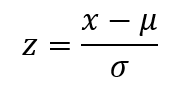 z = (x − μ) / σ